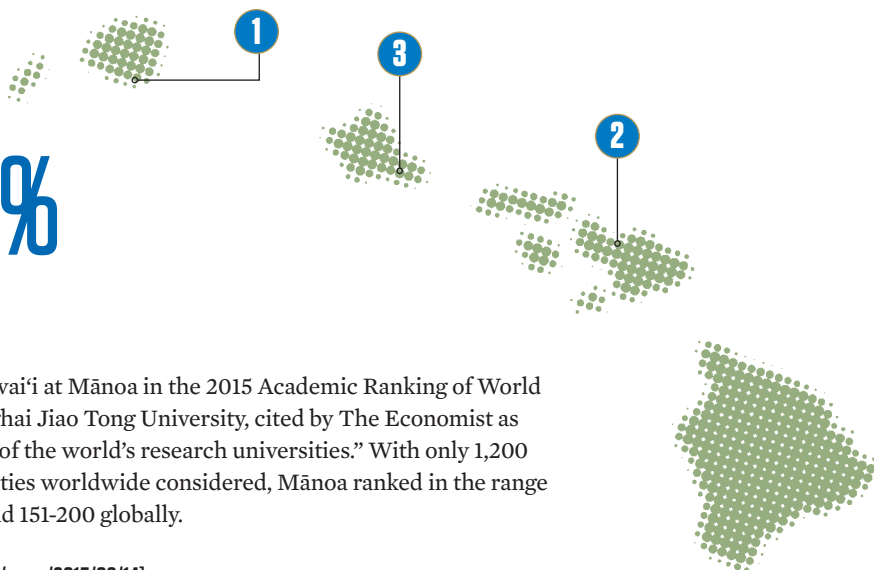 1
3
2
%
wai‘i at Mānoa in the 2015 Academic Ranking of World
hai Jiao Tong University, cited by The Economist as
of the world’s research universities.” With only 1,200
ties worldwide considered, Mānoa ranked in the range
d 151-200 globally.